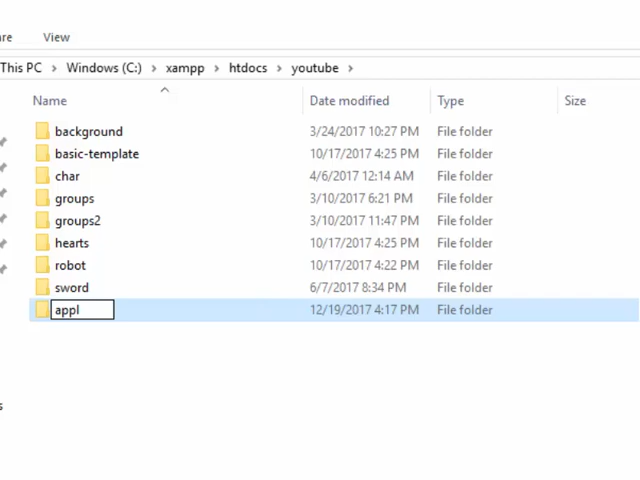 re View
This PC > Windows (C:) > xampp > htdocs > youtube >
Name Date modified Type Size
background 3/24/2017 10:27 PM File folder
basic-template 10/17/2017 4:25 PM File folder
char 4/6/2017 12:14 AM File folder
groups 3/10/2017 6:21 PM File folder
groups2 3/10/2017 11:47 PM File folder
hearts 10/17/2017 4:25 PM File folder
robot 10/17/2017 4:22 PM File folder
sword 6/7/2017 8:34 PM File folder
appl 12/19/2017 4:17 PM File folder
s